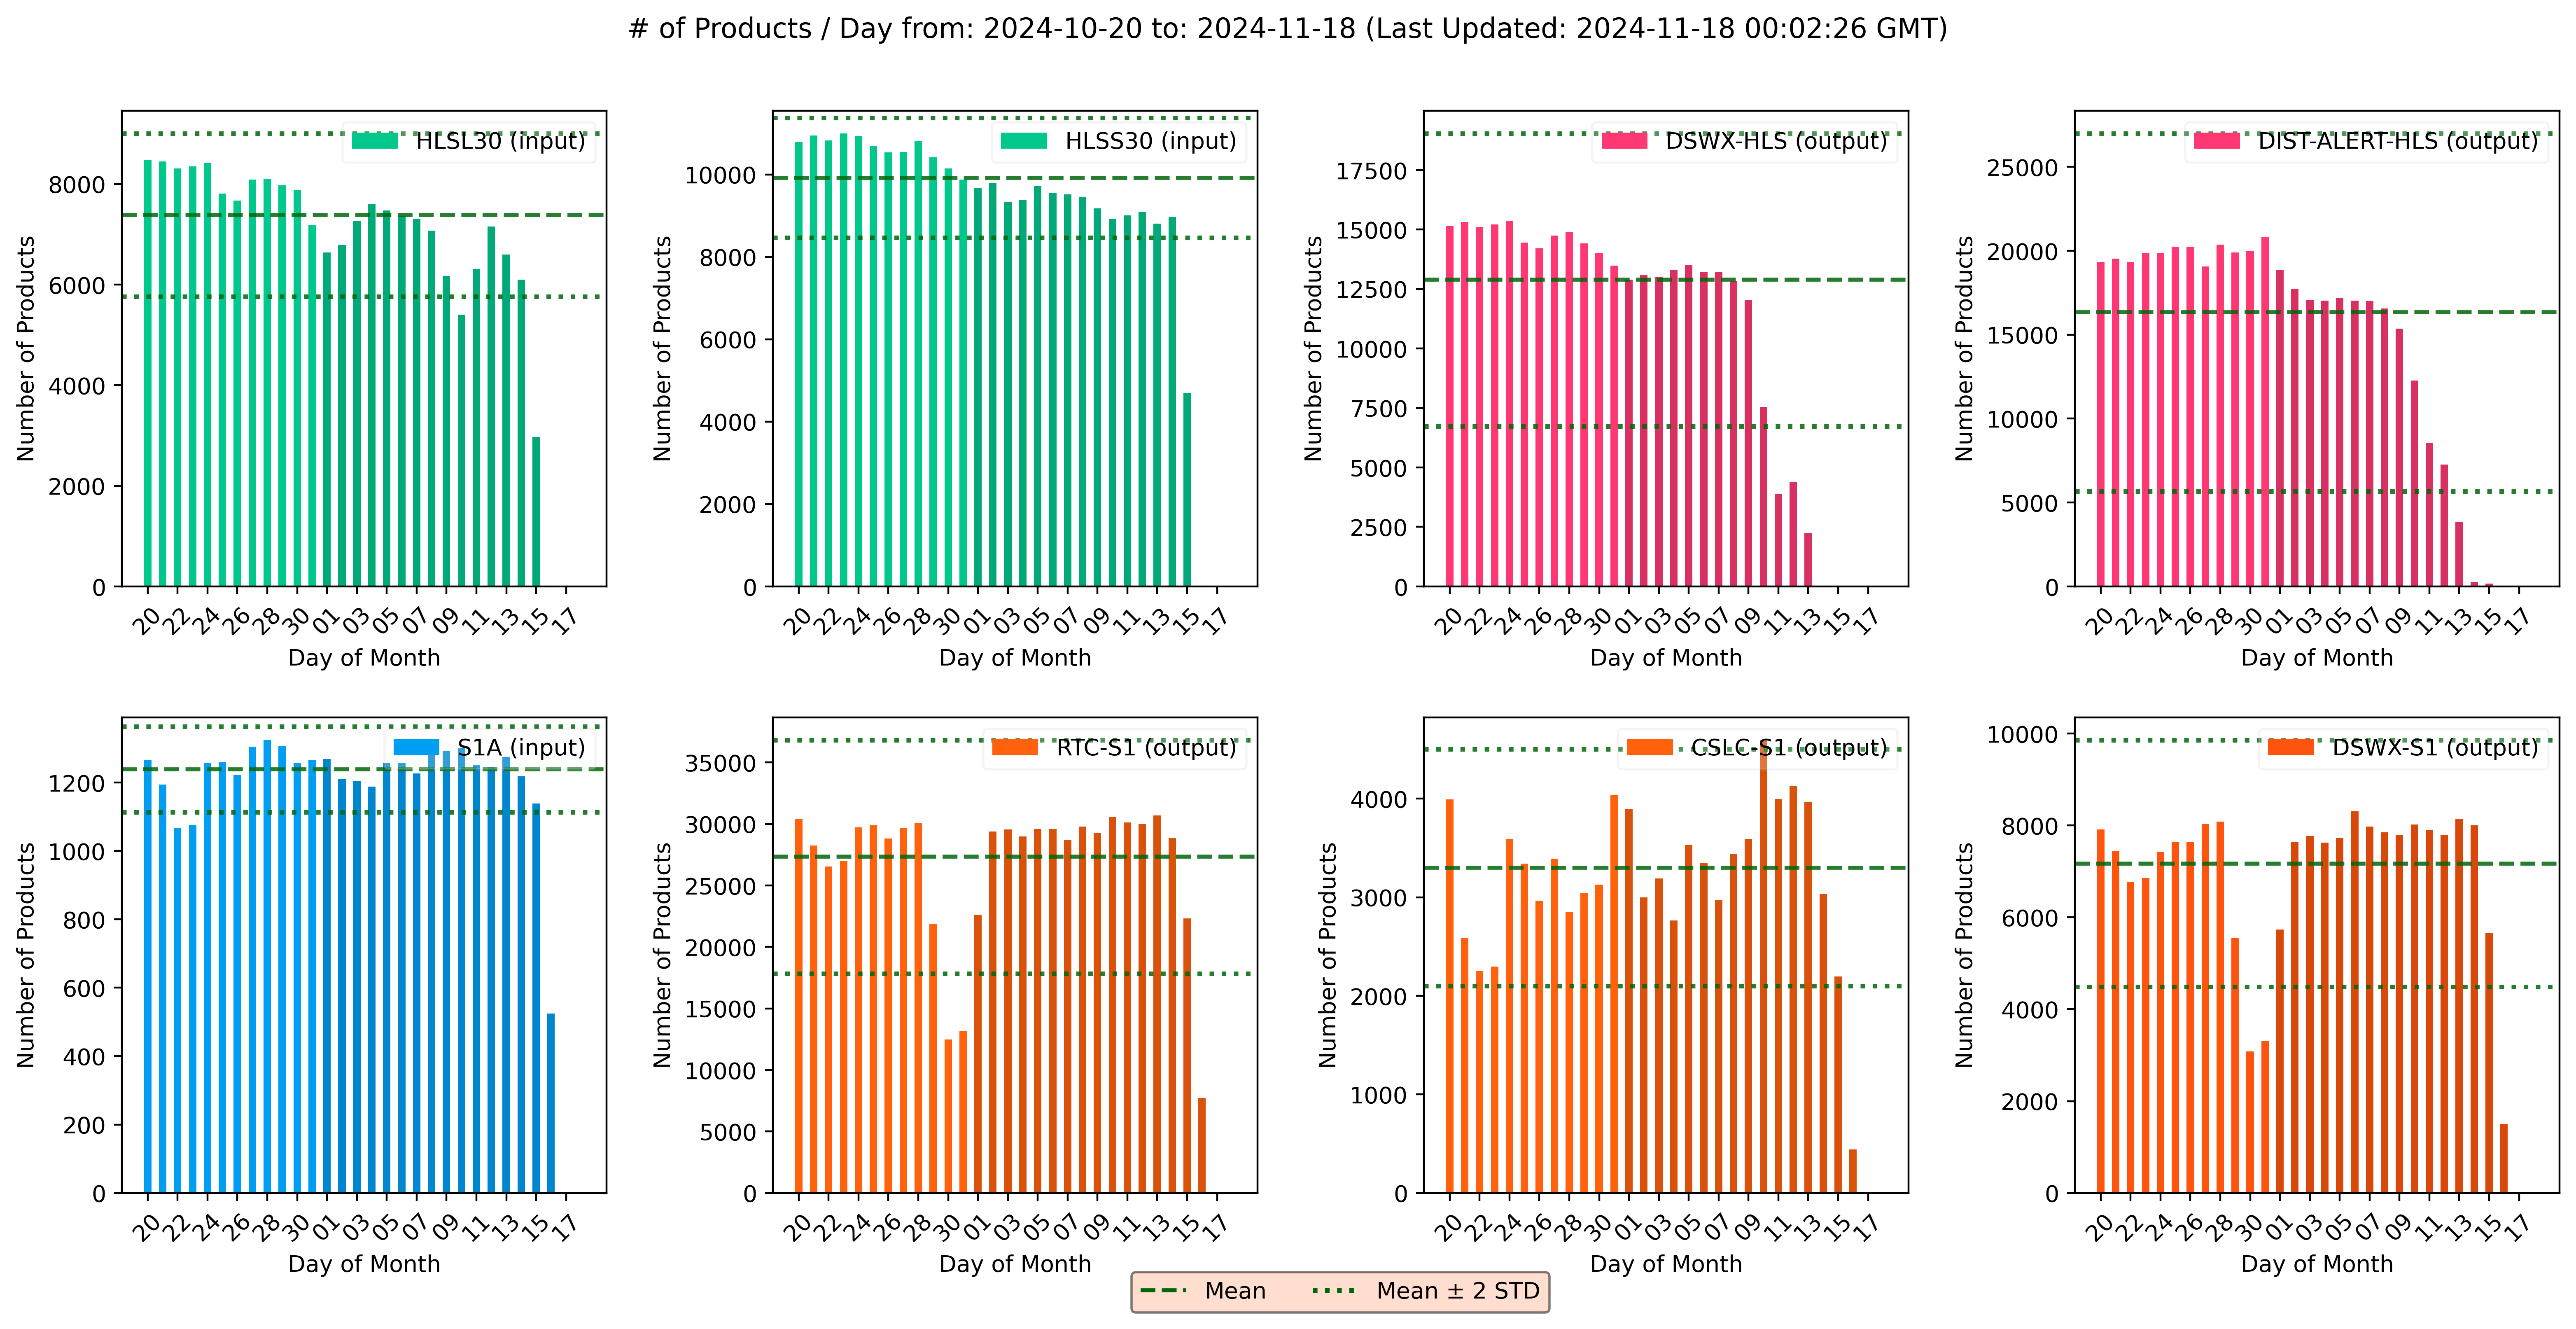 # of Products / Day from: 2024-10-20 to: 2024-11-18 (Last Updated: 2024-11-18 00:02:26 GMT)
HLSL30 (input)
Number of Products
8000
6000
4000
2000
0
20 22 24 26 28 30 01 03 05 07 09 11 13 15 17
Day of Month
HLSS30 (input)
Number of Products
10000
8000
6000
4000
2000
0
20 22 24 26 28 30 01 03 05 07 09 11 13 15 17
Day of Month
DSWX-HLS (output)
Number of Products
17500
15000
12500
10000
7500
5000
2500
0
20 22 24 26 28 30 01 03 05 07 09 11 13 15 17
Day of Month
DIST-ALERT-HLS (output)
Number of Products
25000
20000
15000
10000
5000
0
20 22 24 26 28 30 01 03 05 07 09 11 13 15 17
Day of Month
S1A (input)
Number of Products
1200
1000
800
600
400
200
0
20 22 24 26 28 30 01 03 05 07 09 11 13 15 17
Day of Month
RTC-S1 (output)
Number of Products
35000
30000
25000
20000
15000
10000
5000
0
20 22 24 26 28 30 01 03 05 07 09 11 13 15 17
Day of Month
CSLC-S1 (output)
Number of Products
4000
3000
2000
1000
0
20 22 24 26 28 30 01 03 05 07 09 11 13 15 17
Day of Month
DSWX-S1 (output)
Number of Products
10000
8000
6000
4000
2000
0
20 22 24 26 28 30 01 03 05 07 09 11 13 15 17
Day of Month
Mean
Mean ± 2 STD